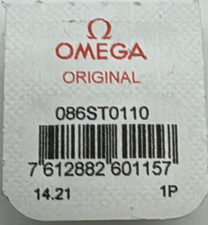 Ω
OMEGA
ORIGINAL
086ST0110
7 612882 601157
14.21 1P